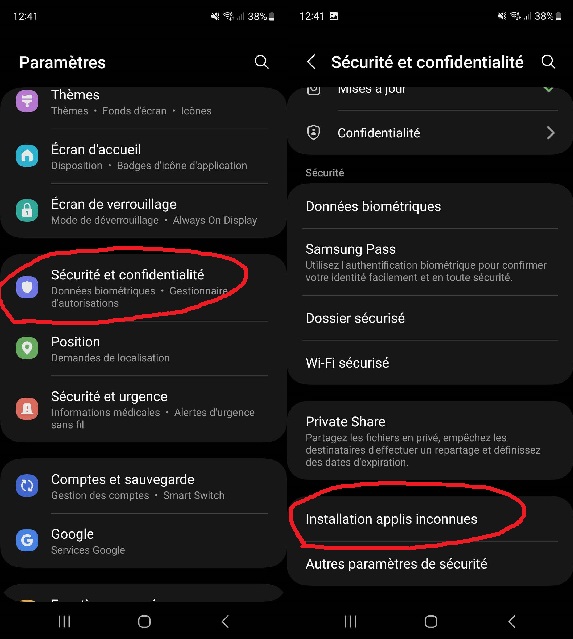 12:41
38%
Paramètres
Thèmes
Thèmes • Fonds d'écran • Icônes
Écran d'accueil
Disposition • Badges d'icône d'application
Écran de verrouillage
Mode de déverrouillage • Always On Display
Sécurité et confidentialité
Données biométriques • Gestionnaire
d'autorisations
Position
Demandes de localisation
Sécurité et urgence
Informations médicales • Alertes d'urgence
sans fil
Comptes et sauvegarde
Gestion des comptes • Smart Switch
Google
Services Google
12:41
38%
Sécurité et confidentialité
Mises à jour
Confidentialité
Sécurité
Données biométriques
Samsung Pass
Utilisez l'authentification biométrique pour confirmer
votre identité facilement et en toute sécurité.
Dossier sécurisé
Wi-Fi sécurisé
Private Share
Partagez les fichiers en privé, empêchez les
destinataires d'effectuer un repartage et définissez
des dates d'expiration.
Installation applis inconnues
Autres paramètres de sécurité